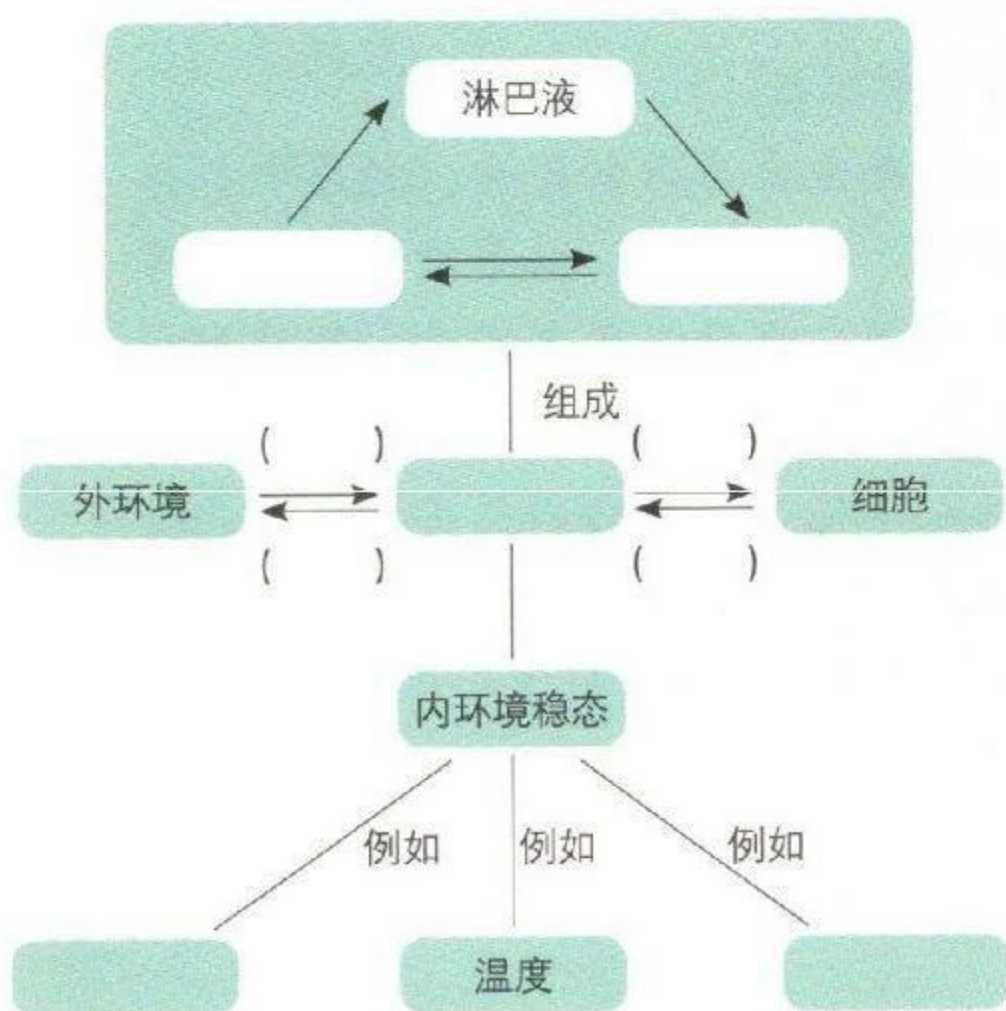 淋巴液
组成
( ) ( )
外环境 细胞
( ) ( )
内环境稳态
例如 例如 例如
温度